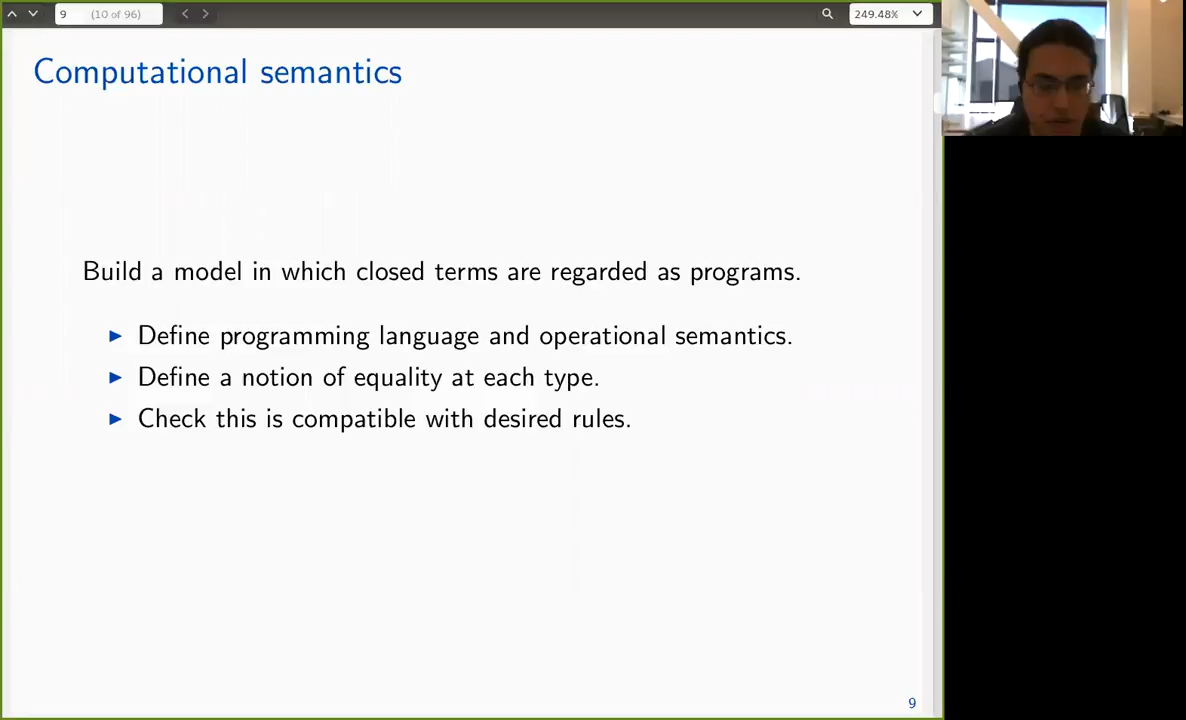 9 (10 of 96) 249.48%
Computational semantics
Build a model in which closed terms are regarded as programs.
▶ Define programming language and operational semantics.
▶ Define a notion of equality at each type.
▶ Check this is compatible with desired rules.
9